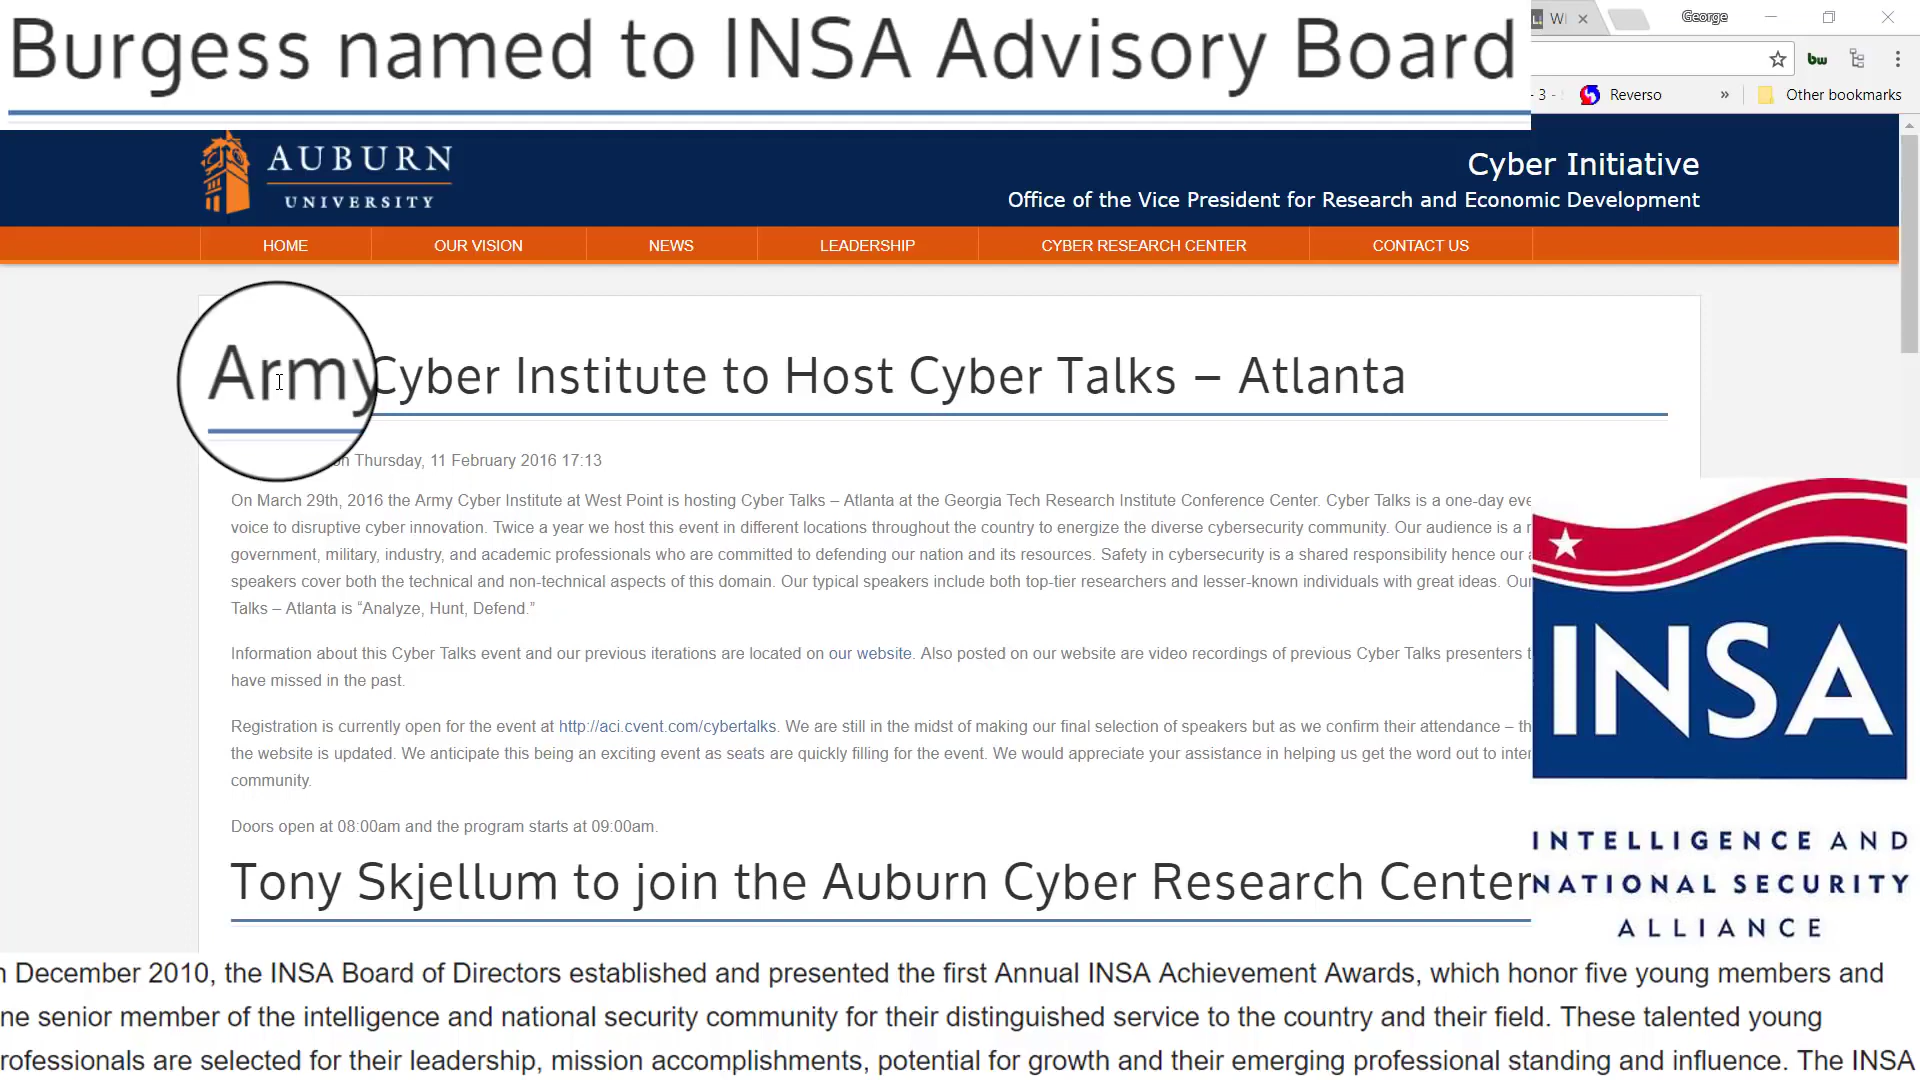 Burgess named to INSA Advisory Board
George
bw
- 3 -
Reverso
»
Other bookmarks
AUBURN
UNIVERSITY
Cyber Initiative
Office of the Vice President for Research and Economic Development
HOME
OUR VISION
NEWS
LEADERSHIP
CYBER RESEARCH CENTER
CONTACT US
Army Cyber Institute to Host Cyber Talks – Atlanta
on Thursday, 11 February 2016 17:13
On March 29th, 2016 the Army Cyber Institute at West Point is hosting Cyber Talks – Atlanta at the Georgia Tech Research Institute Conference Center. Cyber Talks is a one-day
voice to disruptive cyber innovation. Twice a year we host this event in different locations throughout the country to energize the diverse cybersecurity community. Our audience is a
government, military, industry, and academic professionals who are committed to defending our nation and its resources. Safety in cybersecurity is a shared responsibility hence our
speakers cover both the technical and non-technical aspects of this domain. Our typical speakers include both top-tier researchers and lesser-known individuals with great ideas.
Talks – Atlanta is “Analyze, Hunt, Defend.”
Information about this Cyber Talks event and our previous iterations are located on our website. Also posted on our website are video recordings of previous Cyber Talks presenters
have missed in the past.
Registration is currently open for the event at http://aci.cvent.com/cybertalks. We are still in the midst of making our final selection of speakers but as we confirm their attendance –
the website is updated. We anticipate this being an exciting event as seats are quickly filling for the event. We would appreciate your assistance in helping us get the word out to
community.
Doors open at 08:00am and the program starts at 09:00am.
Tony Skjellum to join the Auburn Cyber Research Center
INSA
INTELLIGENCE AND
NATIONAL SECURITY
ALLIANCE
December 2010, the INSA Board of Directors established and presented the first Annual INSA Achievement Awards, which honor five young members and
ne senior member of the intelligence and national security community for their distinguished service to the country and their field. These talented young
rofessionals are selected for their leadership, mission accomplishments, potential for growth and their emerging professional standing and influence. The INSA